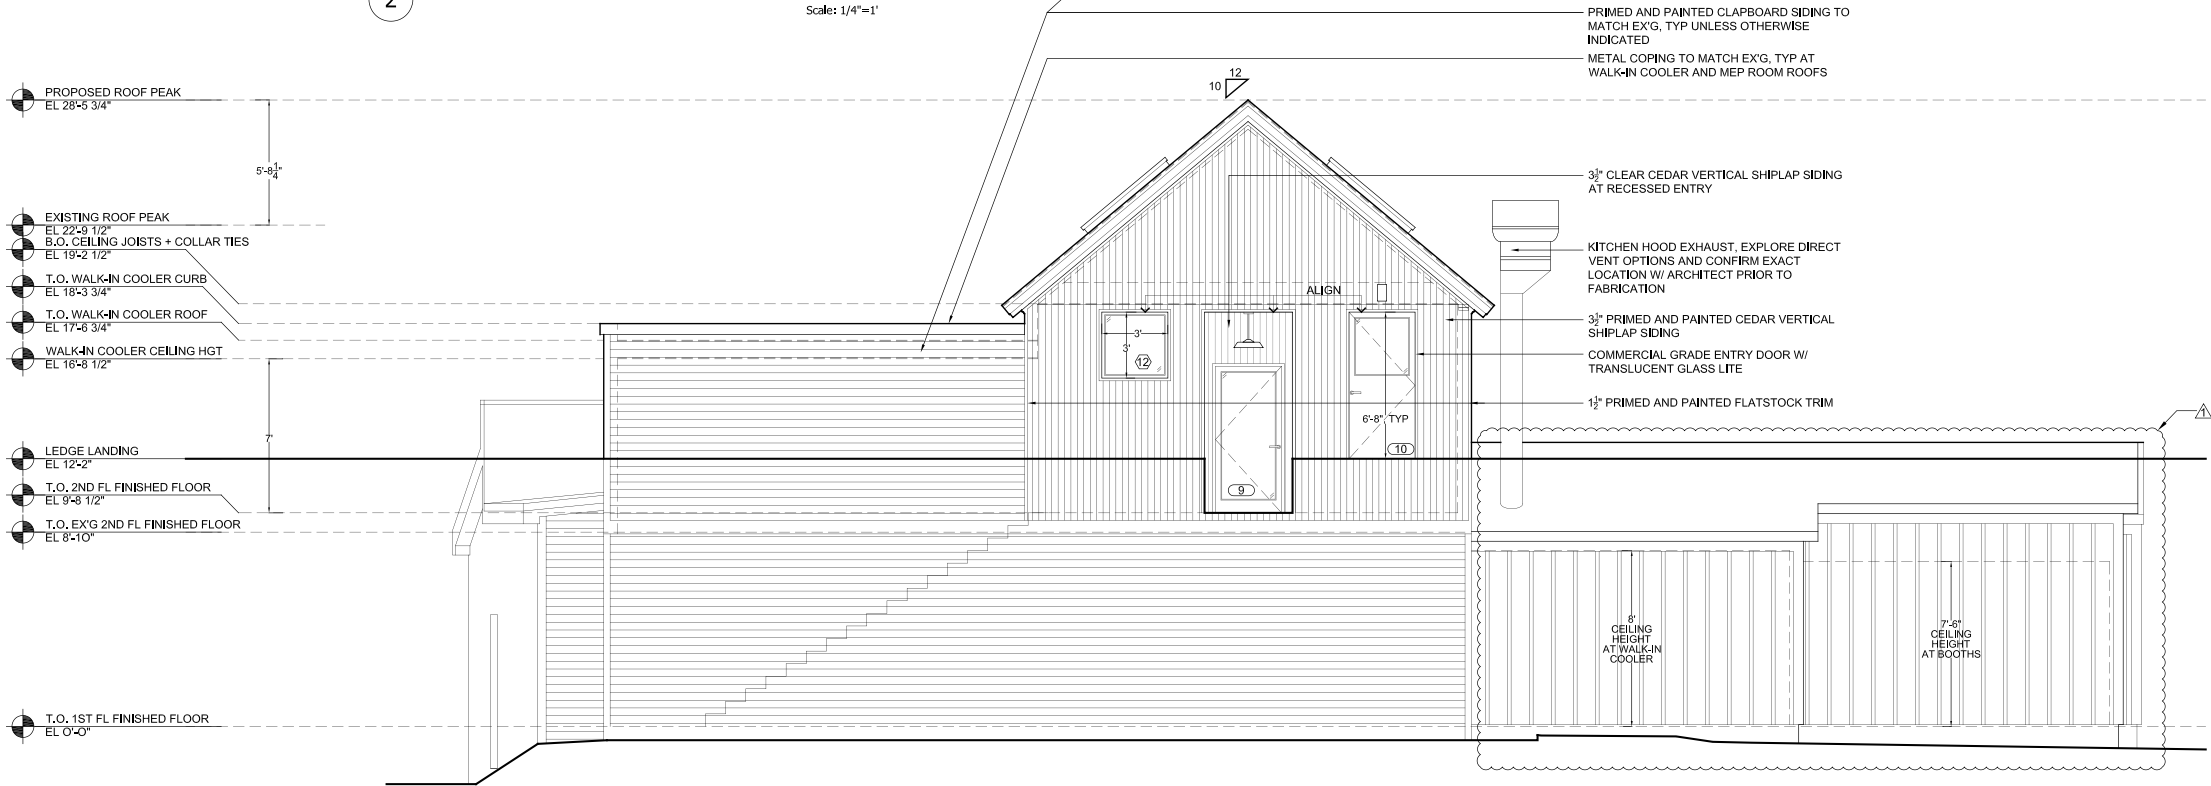 2
Scale: 1/4"=1'
PRIMED AND PAINTED CLAPBOARD SIDING TO
MATCH EX'G, TYP UNLESS OTHERWISE
INDICATED
METAL COPING TO MATCH EX'G, TYP AT
WALK-IN COOLER AND MEP ROOM ROOFS
12
10
PROPOSED ROOF PEAK
EL 28'-5 3/4"
5'-8 1/4"
3 1/2" CLEAR CEDAR VERTICAL SHIPLAP SIDING
AT RECESSED ENTRY
EXISTING ROOF PEAK
EL 22'-9 1/2"
B.O. CEILING JOISTS + COLLAR TIES
EL 19'-2 1/2"
KITCHEN HOOD EXHAUST, EXPLORE DIRECT
VENT OPTIONS AND CONFIRM EXACT
LOCATION W/ ARCHITECT PRIOR TO
FABRICATION
T.O. WALK-IN COOLER CURB
EL 18'-3 3/4"
ALIGN
T.O. WALK-IN COOLER ROOF
EL 17'-6 3/4"
3 1/2" PRIMED AND PAINTED CEDAR VERTICAL
SHIPLAP SIDING
3'
3'
12
WALK-IN COOLER CEILING HGT
EL 16'-8 1/2"
COMMERCIAL GRADE ENTRY DOOR W/
TRANSLUCENT GLASS LITE
1 1/2" PRIMED AND PAINTED FLATSTOCK TRIM
6'-8" TYP
1
7'
10
LEDGE LANDING
EL 12'-2"
T.O. 2ND FL FINISHED FLOOR
EL 9'-8 1/2"
9
T.O. EX'G 2ND FL FINISHED FLOOR
EL 8'-10"
8'
CEILING
HEIGHT
AT WALK-IN
COOLER
7'-6"
CEILING
HEIGHT
AT BOOTHS
T.O. 1ST FL FINISHED FLOOR
EL 0'-0"